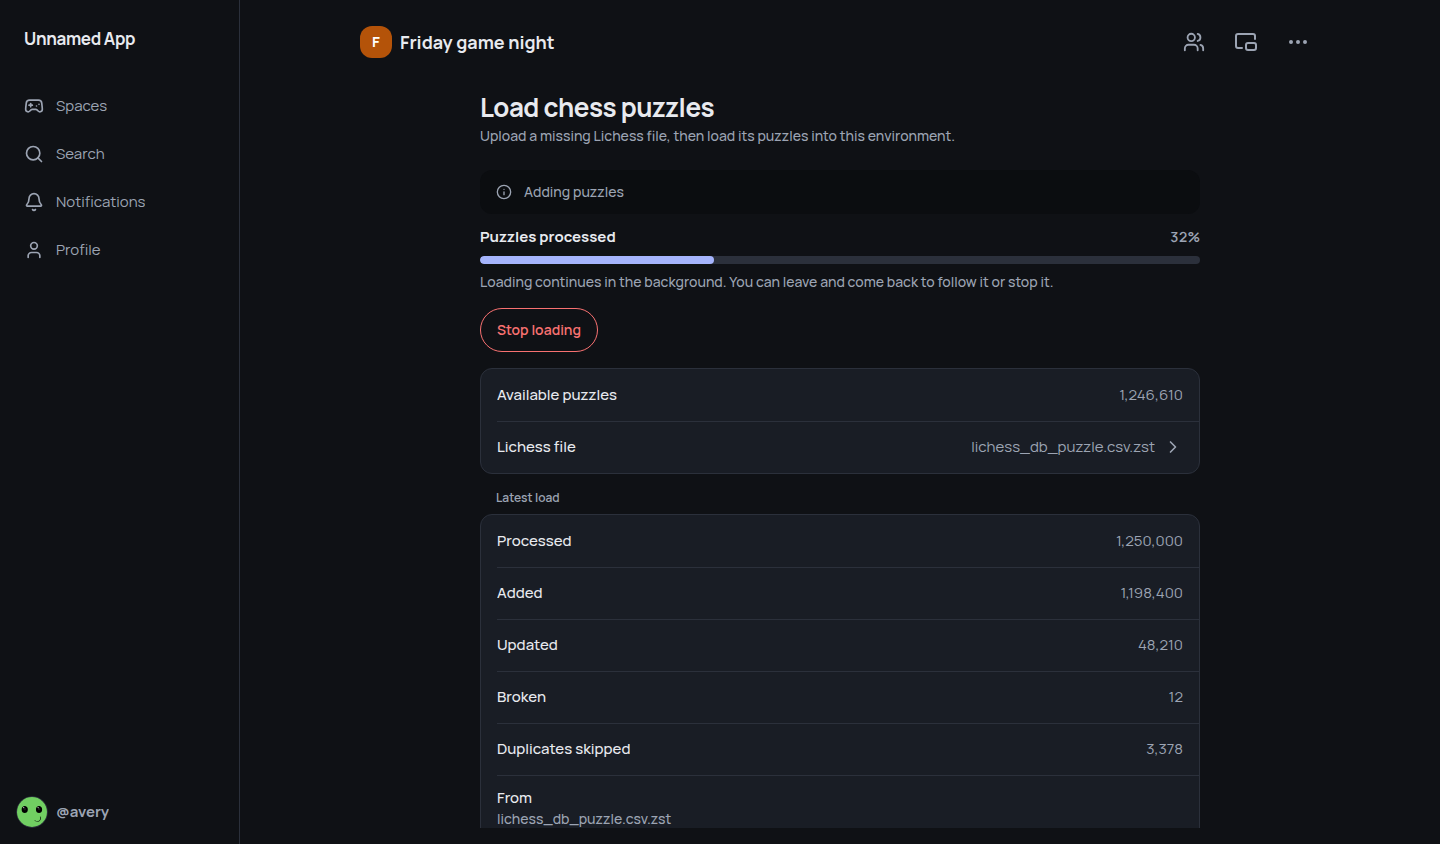 Unnamed App
Spaces
Search
Notifications
Profile
@avery
F Friday game night
Load chess puzzles
Upload a missing Lichess file, then load its puzzles into this environment.
Adding puzzles
Puzzles processed 32%
Loading continues in the background. You can leave and come back to follow it or stop it.
Stop loading
Available puzzles 1,246,610
Lichess file lichess_db_puzzle.csv.zst
Latest load
Processed 1,250,000
Added 1,198,400
Updated 48,210
Broken 12
Duplicates skipped 3,378
From
lichess_db_puzzle.csv.zst